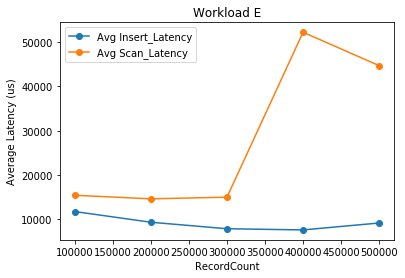 Workload E
Avg Insert_Latency
Avg Scan_Latency
Average Latency (us)
50000
40000
30000
20000
10000
100000 150000 200000 250000 300000 350000 400000 450000 500000
RecordCount